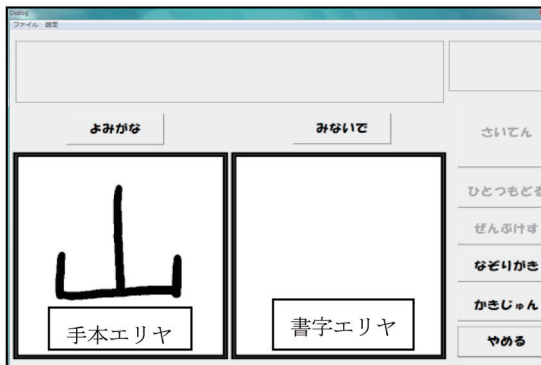 Dialog
ファイル 設定
よみがな
みないで
さいてん
ひとつもどる
ぜんぶけす
なぞりがき
かきじゅん
やめる
山
手本エリヤ
書字エリヤ